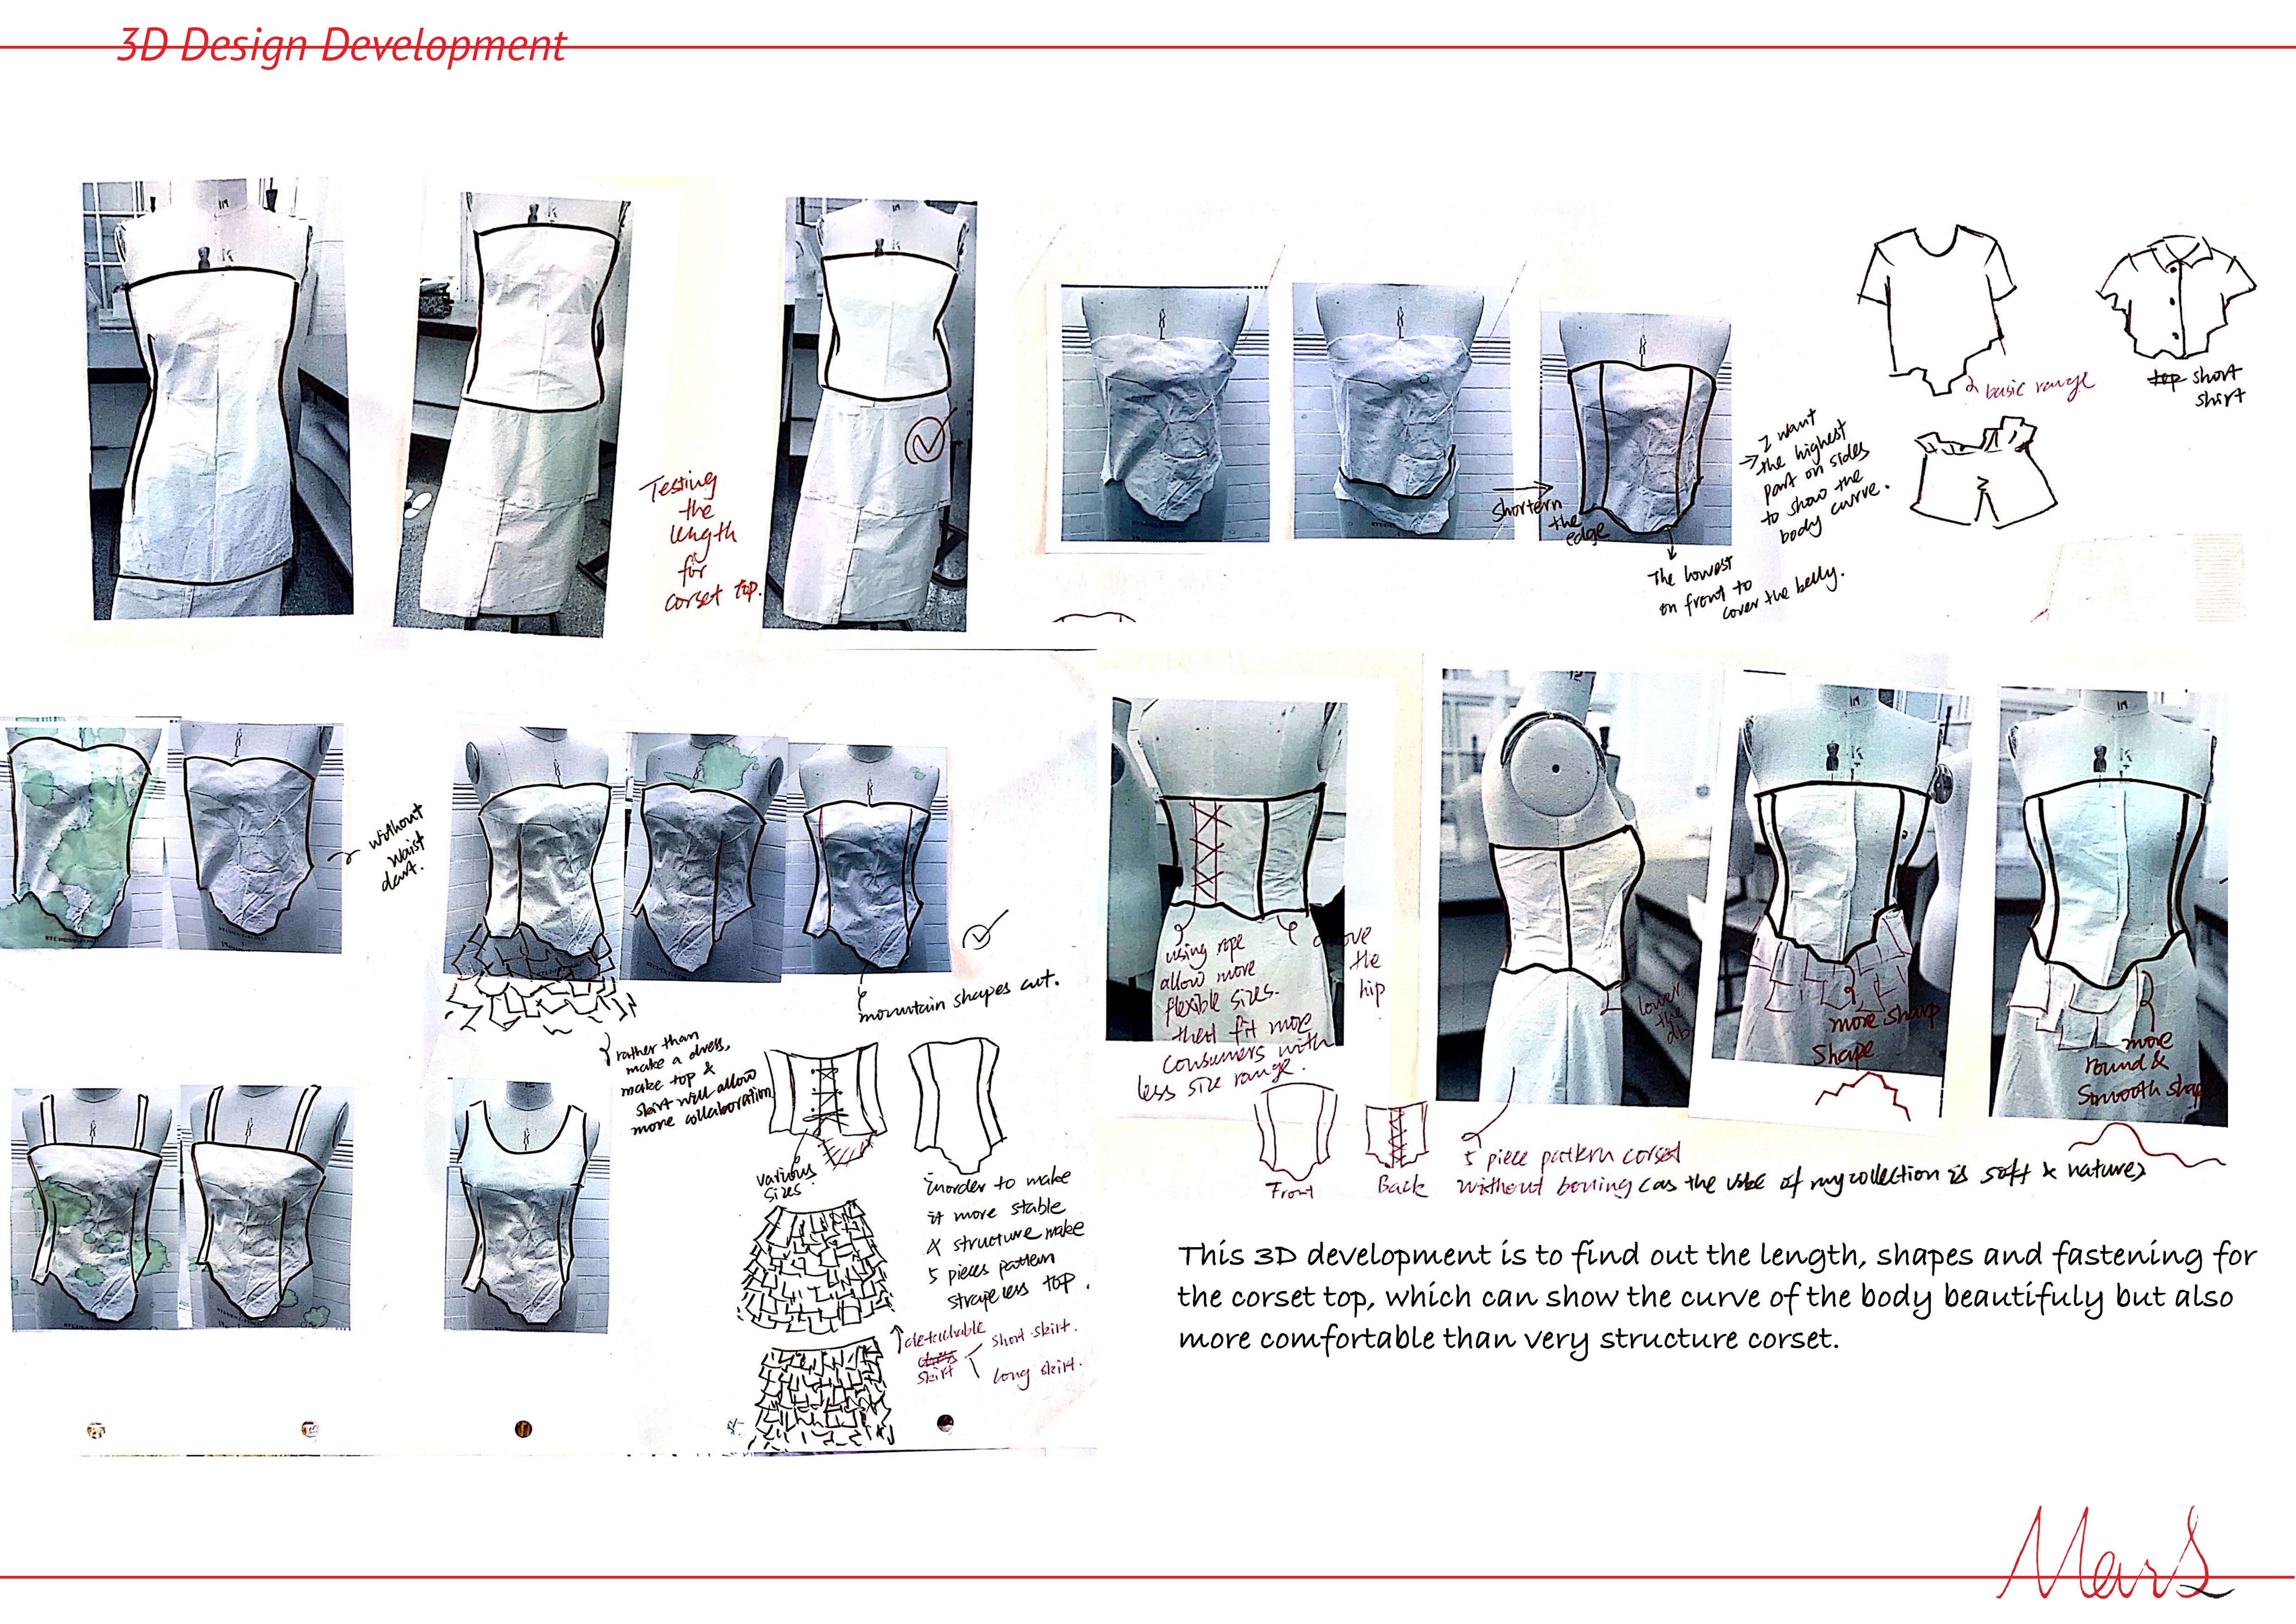 3D Design Development
Testing
the
length
for
corset top.
Shortern
the
edge
I want
the highest
part on sides
to show the
body curve.
The lowest
on front to
cover the belly.
basic range
top short
shirt
without
waist
dart.
mountain shapes cut.
rather than
make a dress,
make top &
skirt will allow
more collaboration
various
sizes
inorder to make
it more stable
& structure make
5 pieces pattern
strapeless top.
detachable
skirt
short skirt.
long skirt.
using rope
allow more
flexible sizes.
that fit more
consumers with
less size range.
above
the
hip
lower
the
more sharp
shape
more
round &
smooth shape
Front
Back
5 piece pattern corset
without boning (as the vibe of my collection is soft & nature)
This 3D development is to find out the length, shapes and fastening for
the corset top, which can show the curve of the body beautifuly but also
more comfortable than very structure corset.
Mars